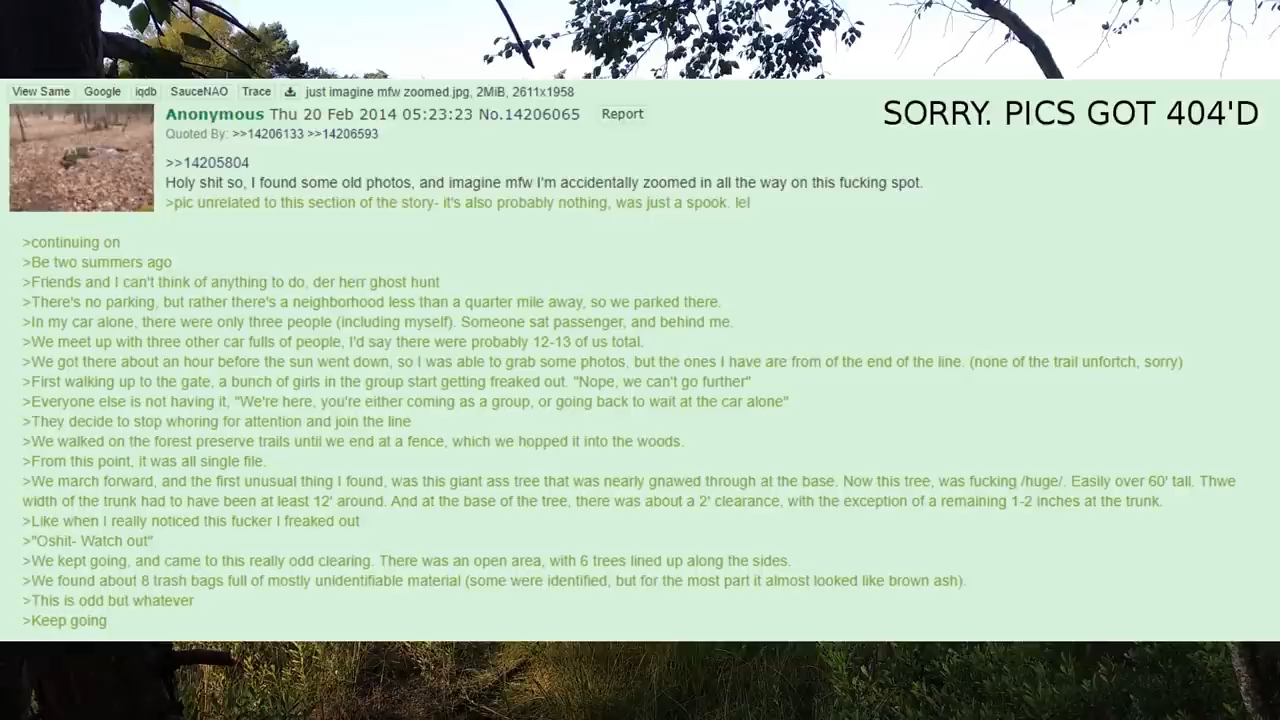 View Same Google iqdb SauceNAO Trace just imagine mfw zoomed.jpg, 2MiB, 2611x1958
Anonymous Thu 20 Feb 2014 05:23:23 No.14206065 Report
SORRY. PICS GOT 404'D
Quoted By: >>14206133 >>14206593
>>14205804
Holy shit so, I found some old photos, and imagine mfw I'm accidentally zoomed in all the way on this fucking spot.
>pic unrelated to this section of the story- it's also probably nothing, was just a spook. lel
>continuing on
>Be two summers ago
>Friends and I can't think of anything to do, der herr ghost hunt
>There's no parking, but rather there's a neighborhood less than a quarter mile away, so we parked there.
>In my car alone, there were only three people (including myself). Someone sat passenger, and behind me.
>We meet up with three other car fulls of people, I'd say there were probably 12-13 of us total.
>We got there about an hour before the sun went down, so I was able to grab some photos, but the ones I have are from of the end of the line. (none of the trail unfortch, sorry)
>First walking up to the gate, a bunch of girls in the group start getting freaked out. "Nope, we can't go further"
>Everyone else is not having it, "We're here, you're either coming as a group, or going back to wait at the car alone"
>They decide to stop whoring for attention and join the line
>We walked on the forest preserve trails until we end at a fence, which we hopped it into the woods.
>From this point, it was all single file.
>We march forward, and the first unusual thing I found, was this giant ass tree that was nearly gnawed through at the base. Now this tree, was fucking /huge/. Easily over 60' tall. Thwe
width of the trunk had to have been at least 12' around. And at the base of the tree, there was about a 2' clearance, with the exception of a remaining 1-2 inches at the trunk.
>Like when I really noticed this fucker I freaked out
>"Oshit- Watch out"
>We kept going, and came to this really odd clearing. There was an open area, with 6 trees lined up along the sides.
>We found about 8 trash bags full of mostly unidentifiable material (some were identified, but for the most part it almost looked like brown ash).
>This is odd but whatever
>Keep going